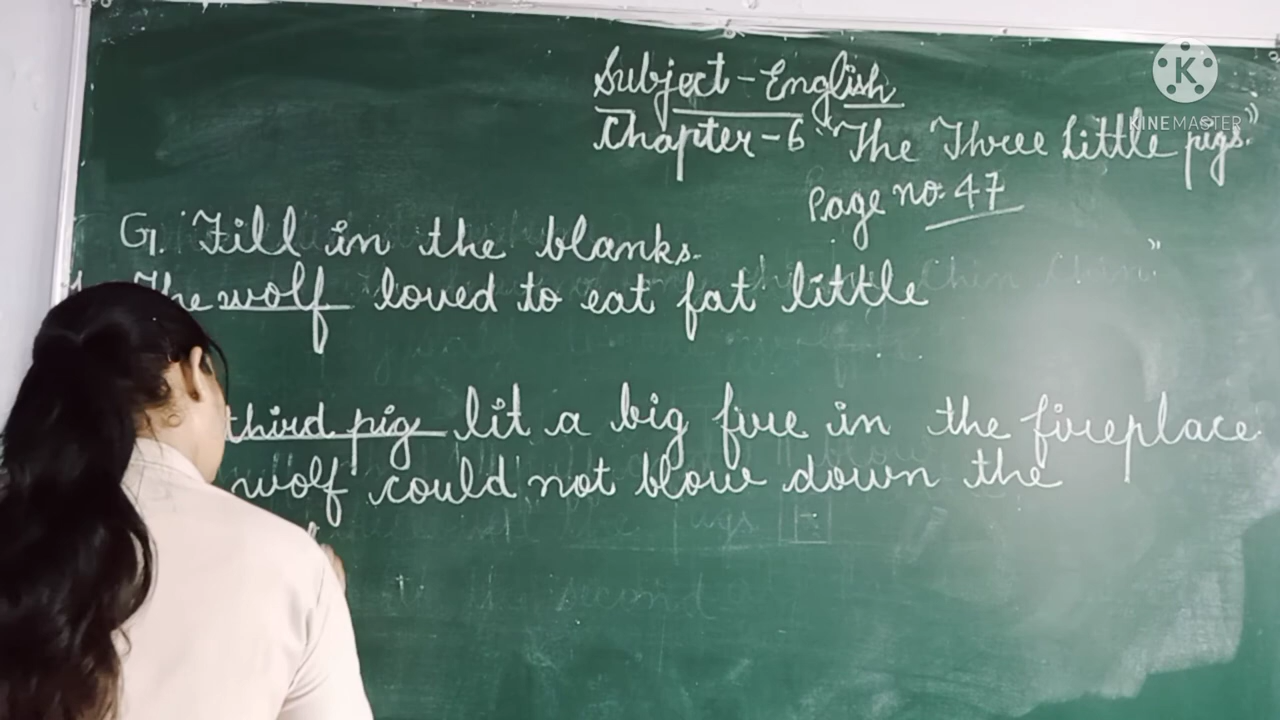 Subject - English
Chapter - 6 "The Three Little pigs."
Page no. 47
G. Fill in the blanks.
1. The wolf loved to eat fat little
third pig lit a big fire in the fireplace.
wolf could not blow down the
second
K
KINEMASTER